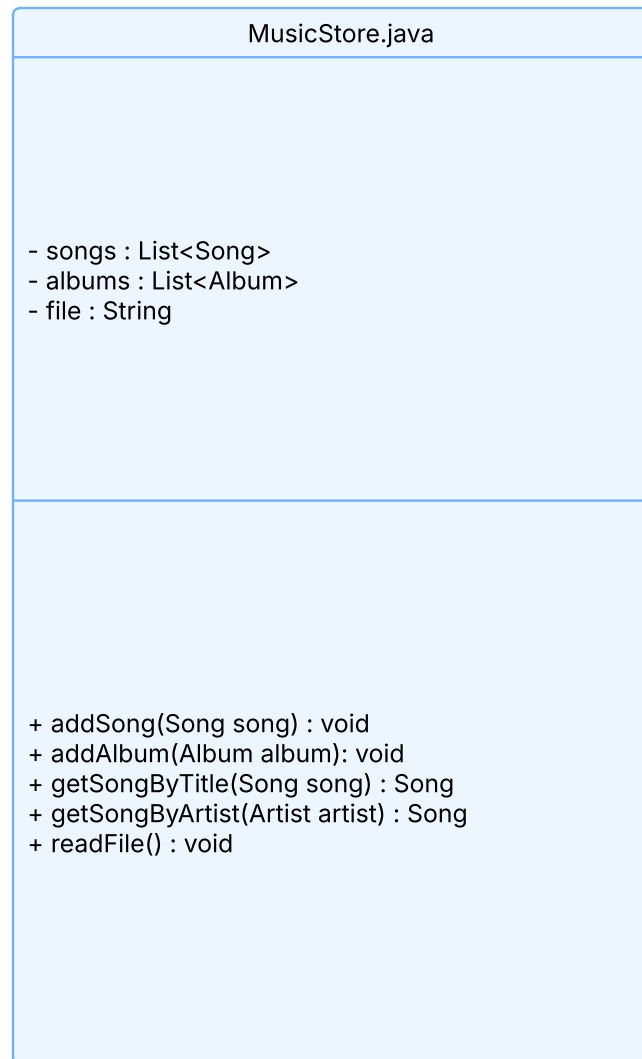 MusicStore.java
- songs : List<Song>
- albums : List<Album>
- file : String
+ addSong(Song song) : void
+ addAlbum(Album album): void
+ getSongByTitle(Song song) : Song
+ getSongByArtist(Artist artist) : Song
+ readFile() : void